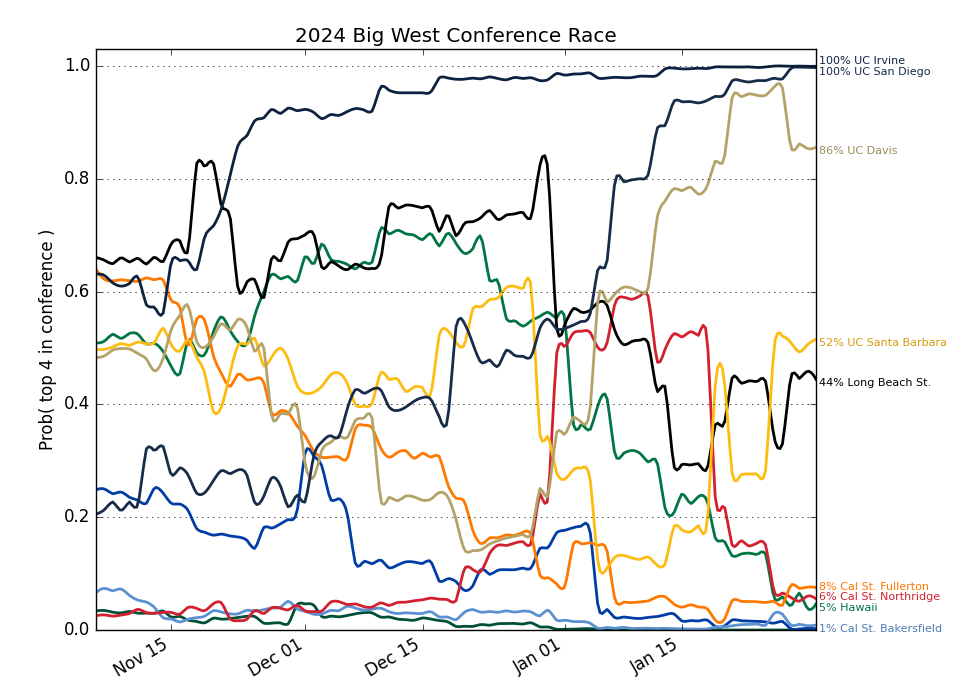 2024 Big West Conference Race
Prob( top 4 in conference )
1.0
0.8
0.6
0.4
0.2
0.0
Nov 15
Dec 01
Dec 15
Jan 01
Jan 15
100% UC Irvine
100% UC San Diego
86% UC Davis
52% UC Santa Barbara
44% Long Beach St.
8% Cal St. Fullerton
6% Cal St. Northridge
5% Hawaii
1% Cal St. Bakersfield